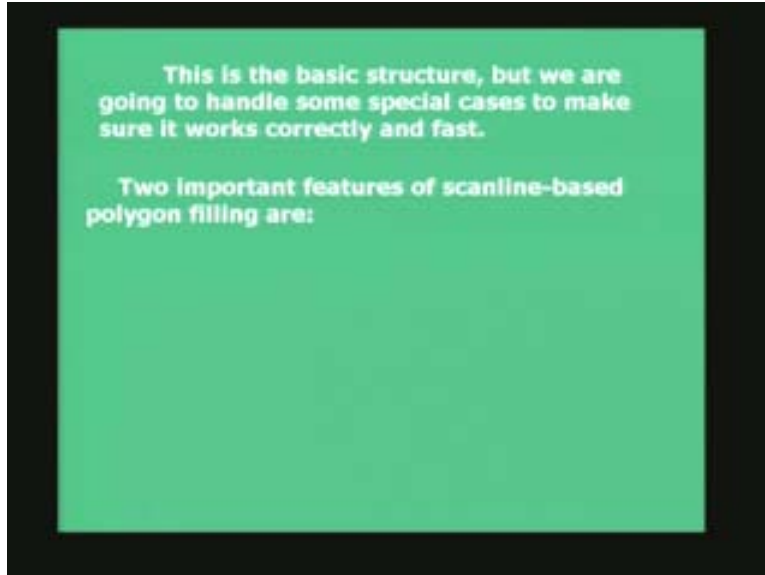 This is the basic structure, but we are
going to handle some special cases to make
sure it works correctly and fast.
Two important features of scanline-based
polygon filling are: